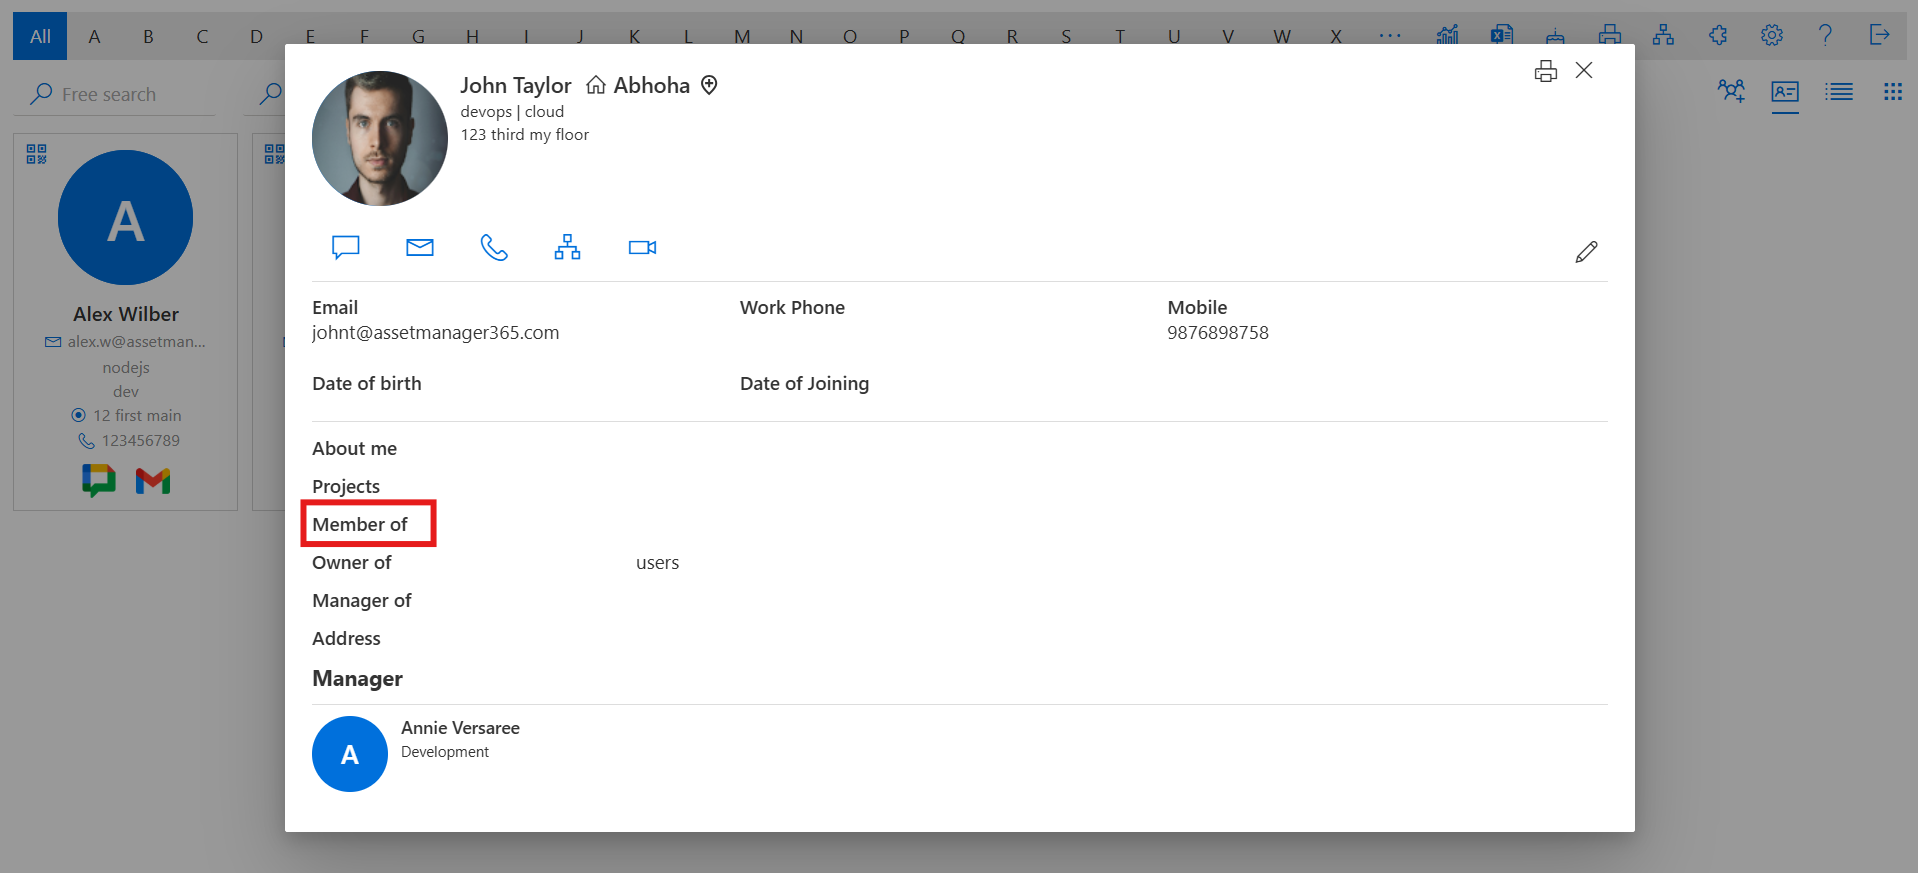 All A B C D E F G H I J K L M N O P Q R S T U V W X ...
Free search
A
Alex Wilber
alex.w@assetman...
nodejs
dev
12 first main
123456789
John Taylor Abhoha
devops | cloud
123 third my floor
Email Work Phone Mobile
johnt@assetmanager365.com 9876898758
Date of birth Date of Joining
About me
Projects
Member of
Owner of users
Manager of
Address
Manager
A
Annie Versaree
Development